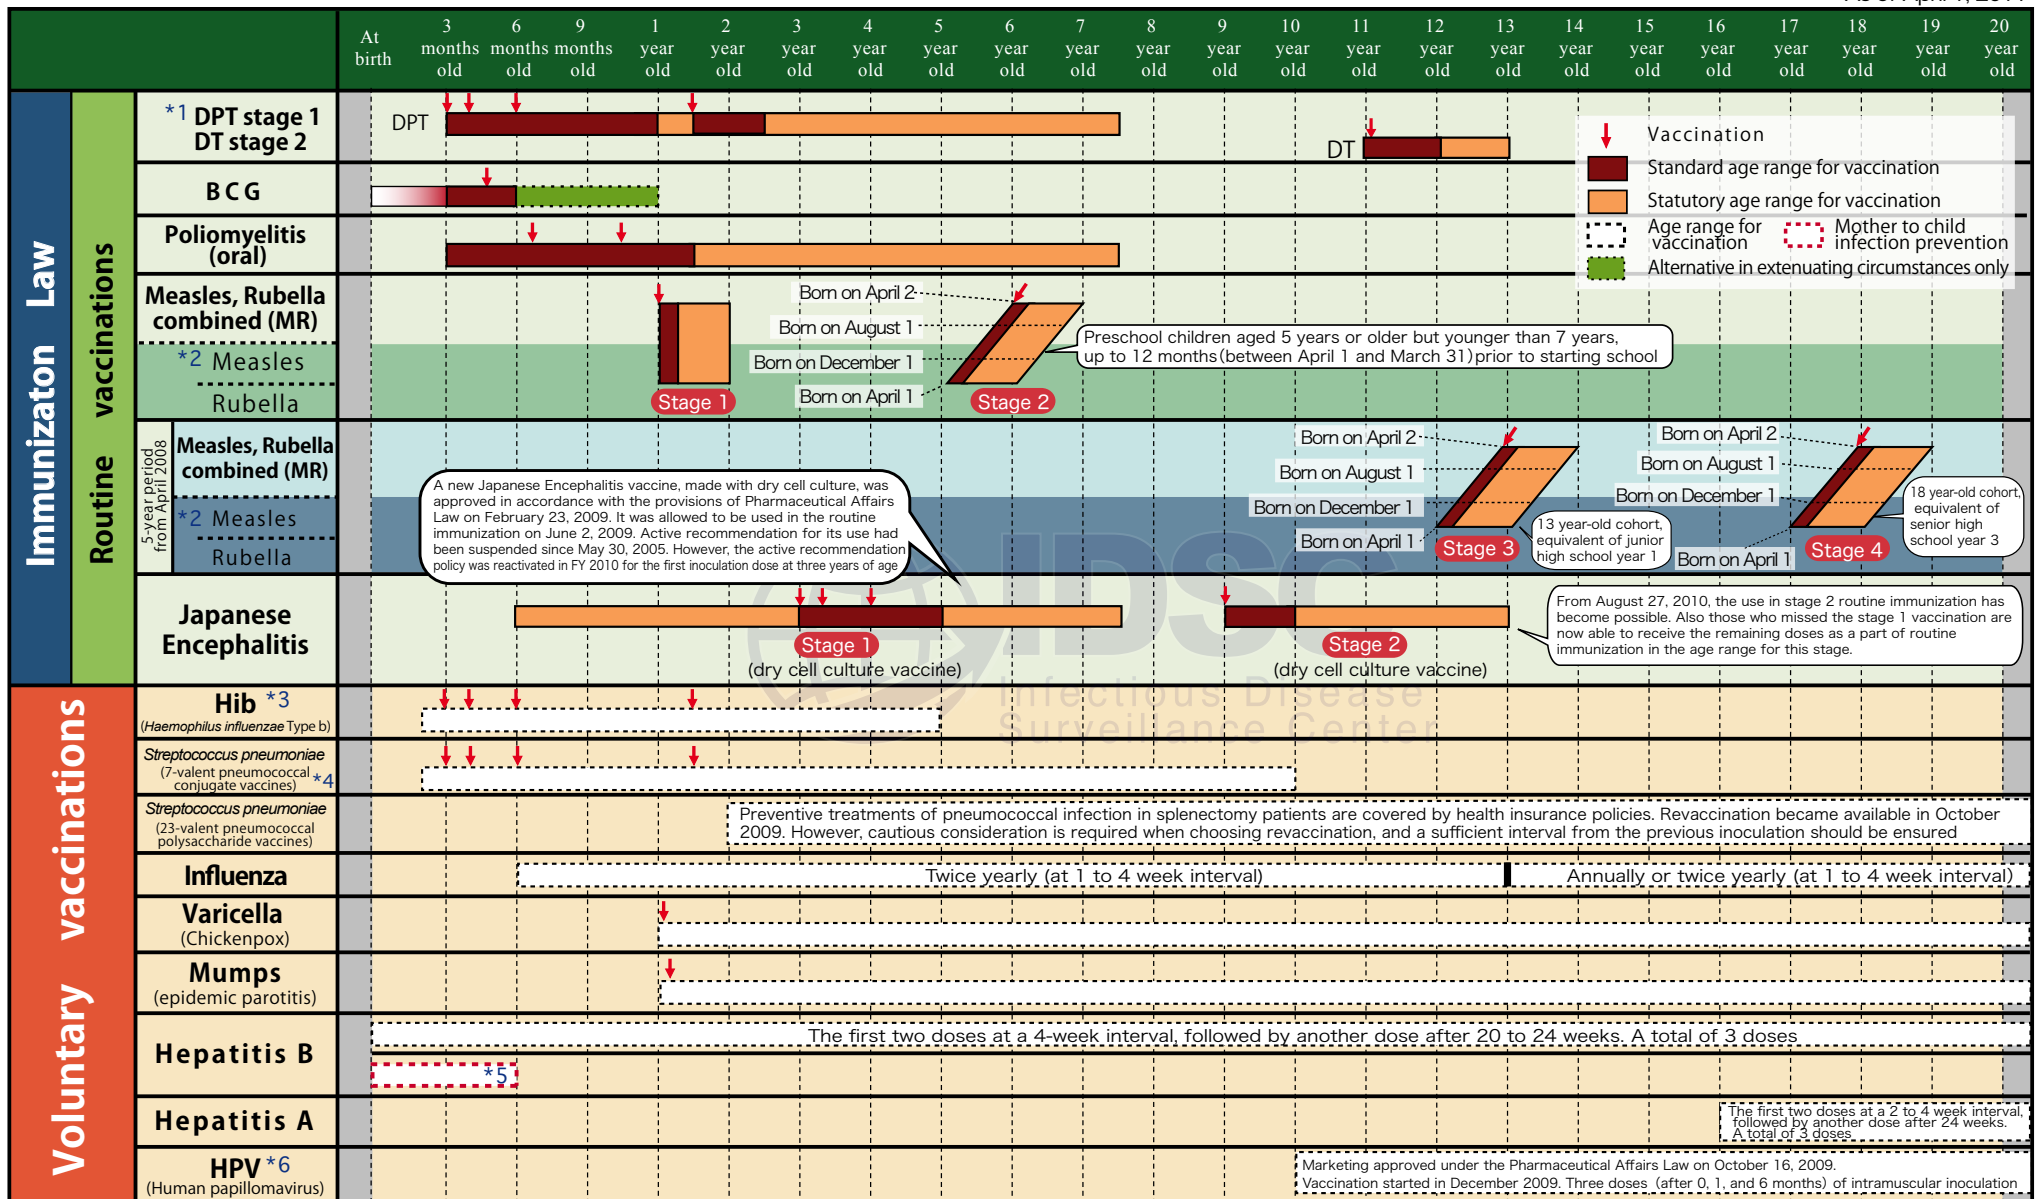 At birth
3 months old
6 months old
9 months old
1 year old
2 year old
3 year old
4 year old
5 year old
6 year old
7 year old
8 year old
9 year old
10 year old
11 year old
12 year old
13 year old
14 year old
15 year old
16 year old
17 year old
18 year old
19 year old
20 year old
Immunizaton Law
Routine vaccinations
*1 DPT stage 1
DT stage 2
DPT
DT
Vaccination
Standard age range for vaccination
Statutory age range for vaccination
Age range for
vaccination
Mother to child
infection prevention
Alternative in extenuating circumstances only
BCG
Poliomyelitis
(oral)
Measles, Rubella
combined (MR)
*2 Measles
Rubella
Born on April 2
Born on August 1
Born on December 1
Born on April 1
Stage 1
Stage 2
Preschool children aged 5 years or older but younger than 7 years,
up to 12 months (between April 1 and March 31) prior to starting school
5-year period
from April 2008
Measles, Rubella
combined (MR)
*2 Measles
Rubella
Born on April 2
Born on August 1
Born on December 1
Born on April 1
Stage 3
13 year-old cohort,
equivalent of junior
high school year 1
Born on April 2
Born on August 1
Born on December 1
Born on April 1
Stage 4
18 year-old cohort,
equivalent of
senior high
school year 3
A new Japanese Encephalitis vaccine, made with dry cell culture, was
approved in accordance with the provisions of Pharmaceutical Affairs
Law on February 23, 2009. It was allowed to be used in the routine
immunization on June 2, 2009. Active recommendation for its use had
been suspended since May 30, 2005. However, the active recommendation
policy was reactivated in FY 2010 for the first inoculation dose at three years of age
Japanese
Encephalitis
Stage 1
(dry cell culture vaccine)
Stage 2
(dry cell culture vaccine)
From August 27, 2010, the use in stage 2 routine immunization has
become possible. Also those who missed the stage 1 vaccination are
now able to receive the remaining doses as a part of routine
immunization in the age range for this stage.
IDSC
Infectious Disease
Surveillance Center
Voluntary vaccinations
Hib *3
(Haemophilus influenzae Type b)
Streptococcus pneumoniae
(7-valent pneumococcal
conjugate vaccines) *4
Streptococcus pneumoniae
(23-valent pneumococcal
polysaccharide vaccines)
Preventive treatments of pneumococcal infection in splenectomy patients are covered by health insurance policies. Revaccination became available in October
2009. However, cautious consideration is required when choosing revaccination, and a sufficient interval from the previous inoculation should be ensured
Influenza
Twice yearly (at 1 to 4 week interval)
Annually or twice yearly (at 1 to 4 week interval)
Varicella
(Chickenpox)
Mumps
(epidemic parotitis)
Hepatitis B
The first two doses at a 4-week interval, followed by another dose after 20 to 24 weeks. A total of 3 doses
*5
Hepatitis A
The first two doses at a 2 to 4 week interval,
followed by another dose after 24 weeks.
A total of 3 doses
HPV *6
(Human papillomavirus)
Marketing approved under the Pharmaceutical Affairs Law on October 16, 2009.
Vaccination started in December 2009. Three doses (after 0, 1, and 6 months) of intramuscular inoculation